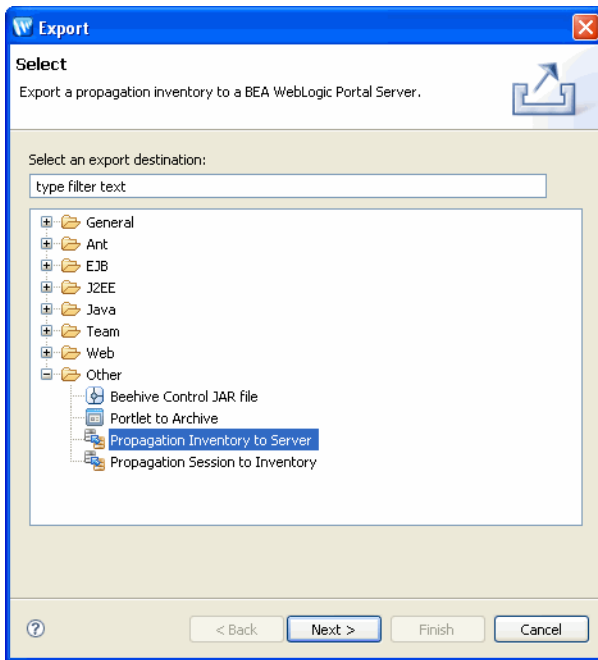 Export
Select
Export a propagation inventory to a BEA WebLogic Portal Server.
Select an export destination:
type filter text
General
Ant
EJB
J2EE
Java
Team
Web
Other
Beehive Control JAR file
Portlet to Archive
Propagation Inventory to Server
Propagation Session to Inventory
< Back Next > Finish Cancel